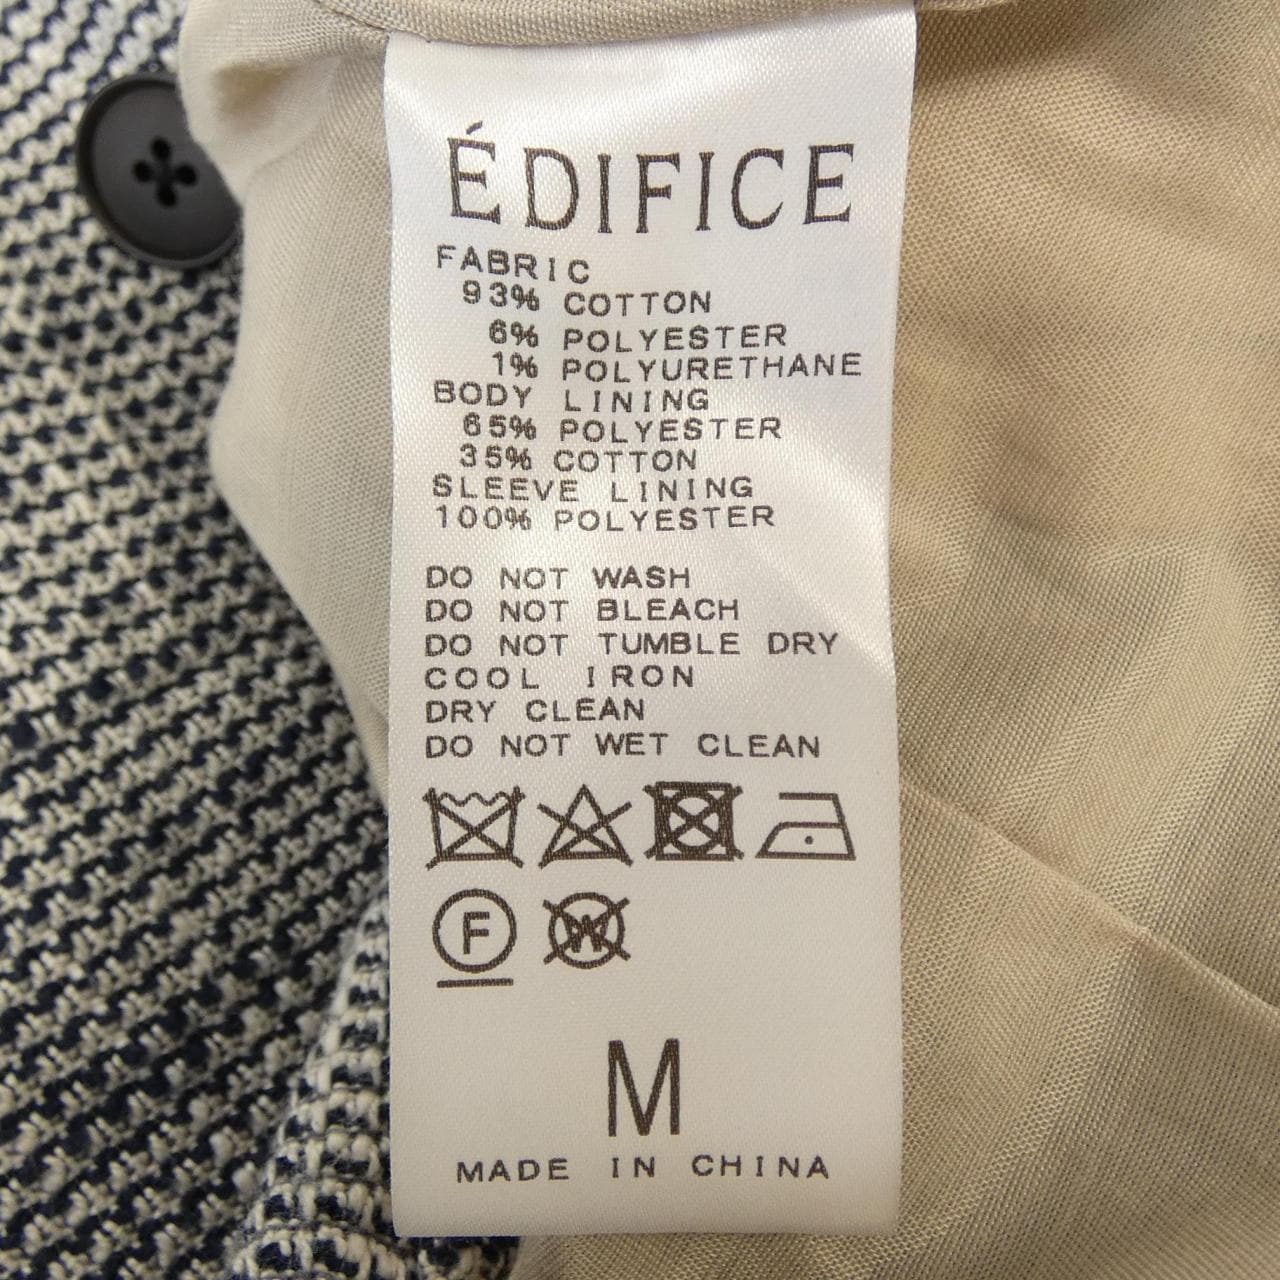 ÉDIFICE
FABRIC
93% COTTON
6% POLYESTER
1% POLYURETHANE
BODY LINING
65% POLYESTER
35% COTTON
SLEEVE LINING
100% POLYESTER
DO NOT WASH
DO NOT BLEACH
DO NOT TUMBLE DRY
COOL IRON
DRY CLEAN
DO NOT WET CLEAN
F W
M
MADE IN CHINA